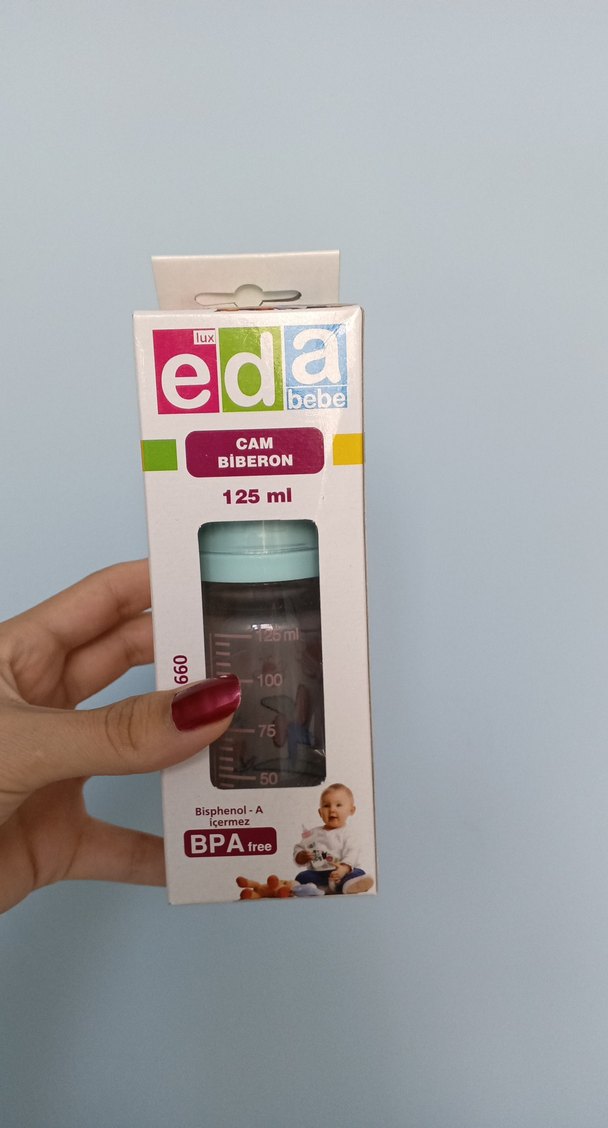 lux
eda
bebe
CAM
BİBERON
125 ml
125 ml
100
75
50
660
Bisphenol - A
içermez
BPA free